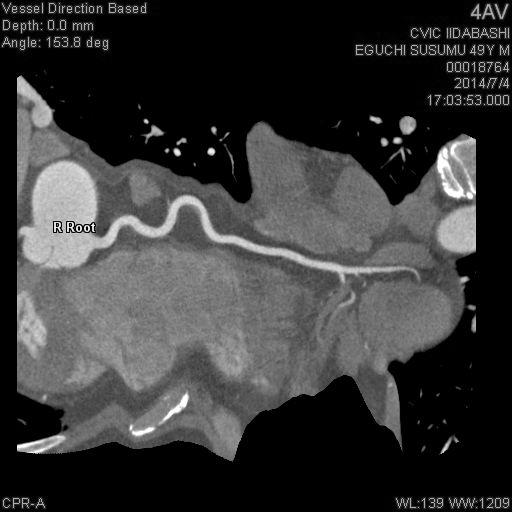 Vessel Direction Based
Depth: 0.0 mm
Angle: 153.8 deg
4AV
CVIC IIDABASHI
EGUCHI SUSUMU 49Y M
00018764
2014/7/4
17:03:53.000
R Root
CPR-A
WL:139 WW:1209